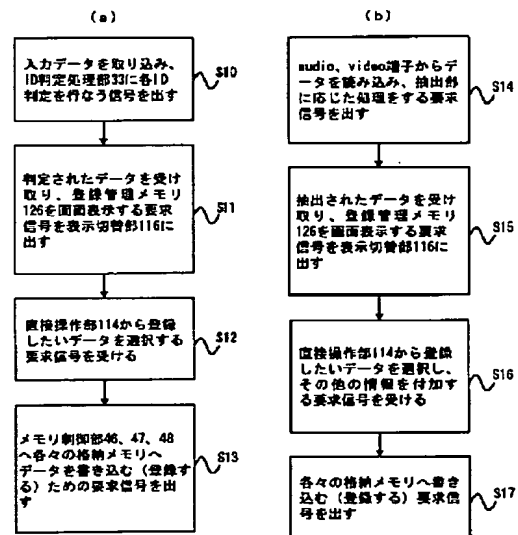 (a)
入力データを取り込み、
ID判定処理部33に各ID
判定を行なう信号を出す
S10
判定されたデータを受け
取り、登録管理メモリ
126を画面表示する要求
信号を表示切替部116に
出す
S11
直接操作部114から登録
したいデータを選択する
要求信号を受ける
S12
メモリ制御部46、47、48
へ各々の格納メモリへ
データを書き込む（登録す
る）ための要求信号を出
す
S13
(b)
audio、video端子からデ
ータを読み込み、抽出部
に応じた処理をする要求
信号を出す
S14
抽出されたデータを受け
取り、登録管理メモリ
126を画面表示する要求
信号を表示切替部116に
出す
S15
直接操作部114から登録
したいデータを選択し、
その他の情報を付加する
要求信号を受ける
S16
各々の格納メモリへ書き
込む（登録する）要求信
号を出す
S17